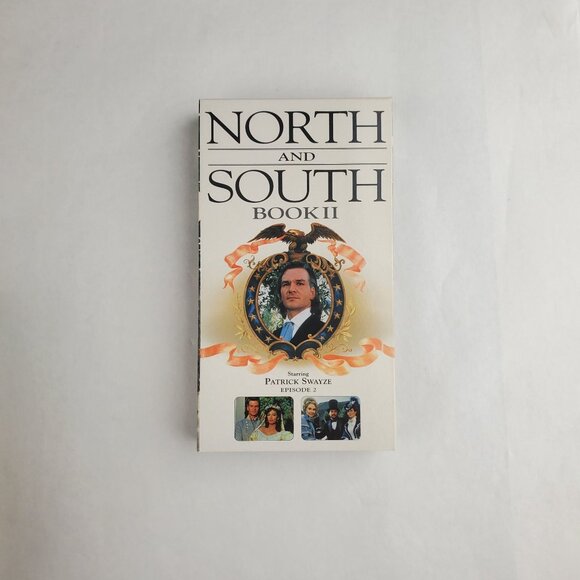 NORTH
AND
SOUTH
BOOK II
Starring
PATRICK SWAYZE
EPISODE 2